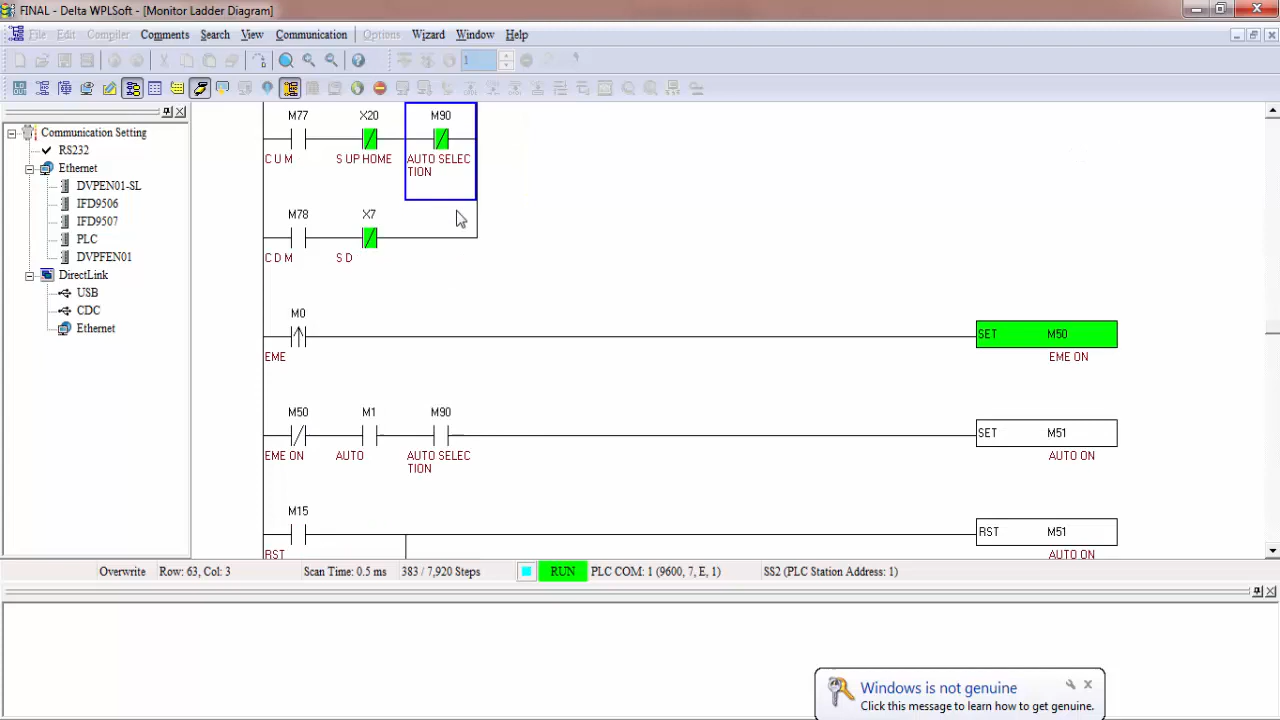 FINAL - Delta WPLSoft - [Monitor Ladder Diagram]
File Edit Compiler Comments Search View Communication Options Wizard Window Help
1
Communication Setting
RS232
Ethernet
DVPEN01-SL
IFD9506
IFD9507
PLC
DVPFEN01
DirectLink
USB
CDC
Ethernet
M77 X20 M90
C U M S UP HOME AUTO SELEC
TION
M78 X7
C D M S D
M0
SET M50
EME EME ON
M50 M1 M90
SET M51
EME ON AUTO AUTO SELEC AUTO ON
TION
M15
RST M51
RST AUTO ON
Overwrite Row: 63, Col: 3 Scan Time: 0.5 ms 383 / 7,920 Steps RUN PLC COM: 1 (9600, 7, E, 1) SS2 (PLC Station Address: 1)
Windows is not genuine
Click this message to learn how to get genuine.